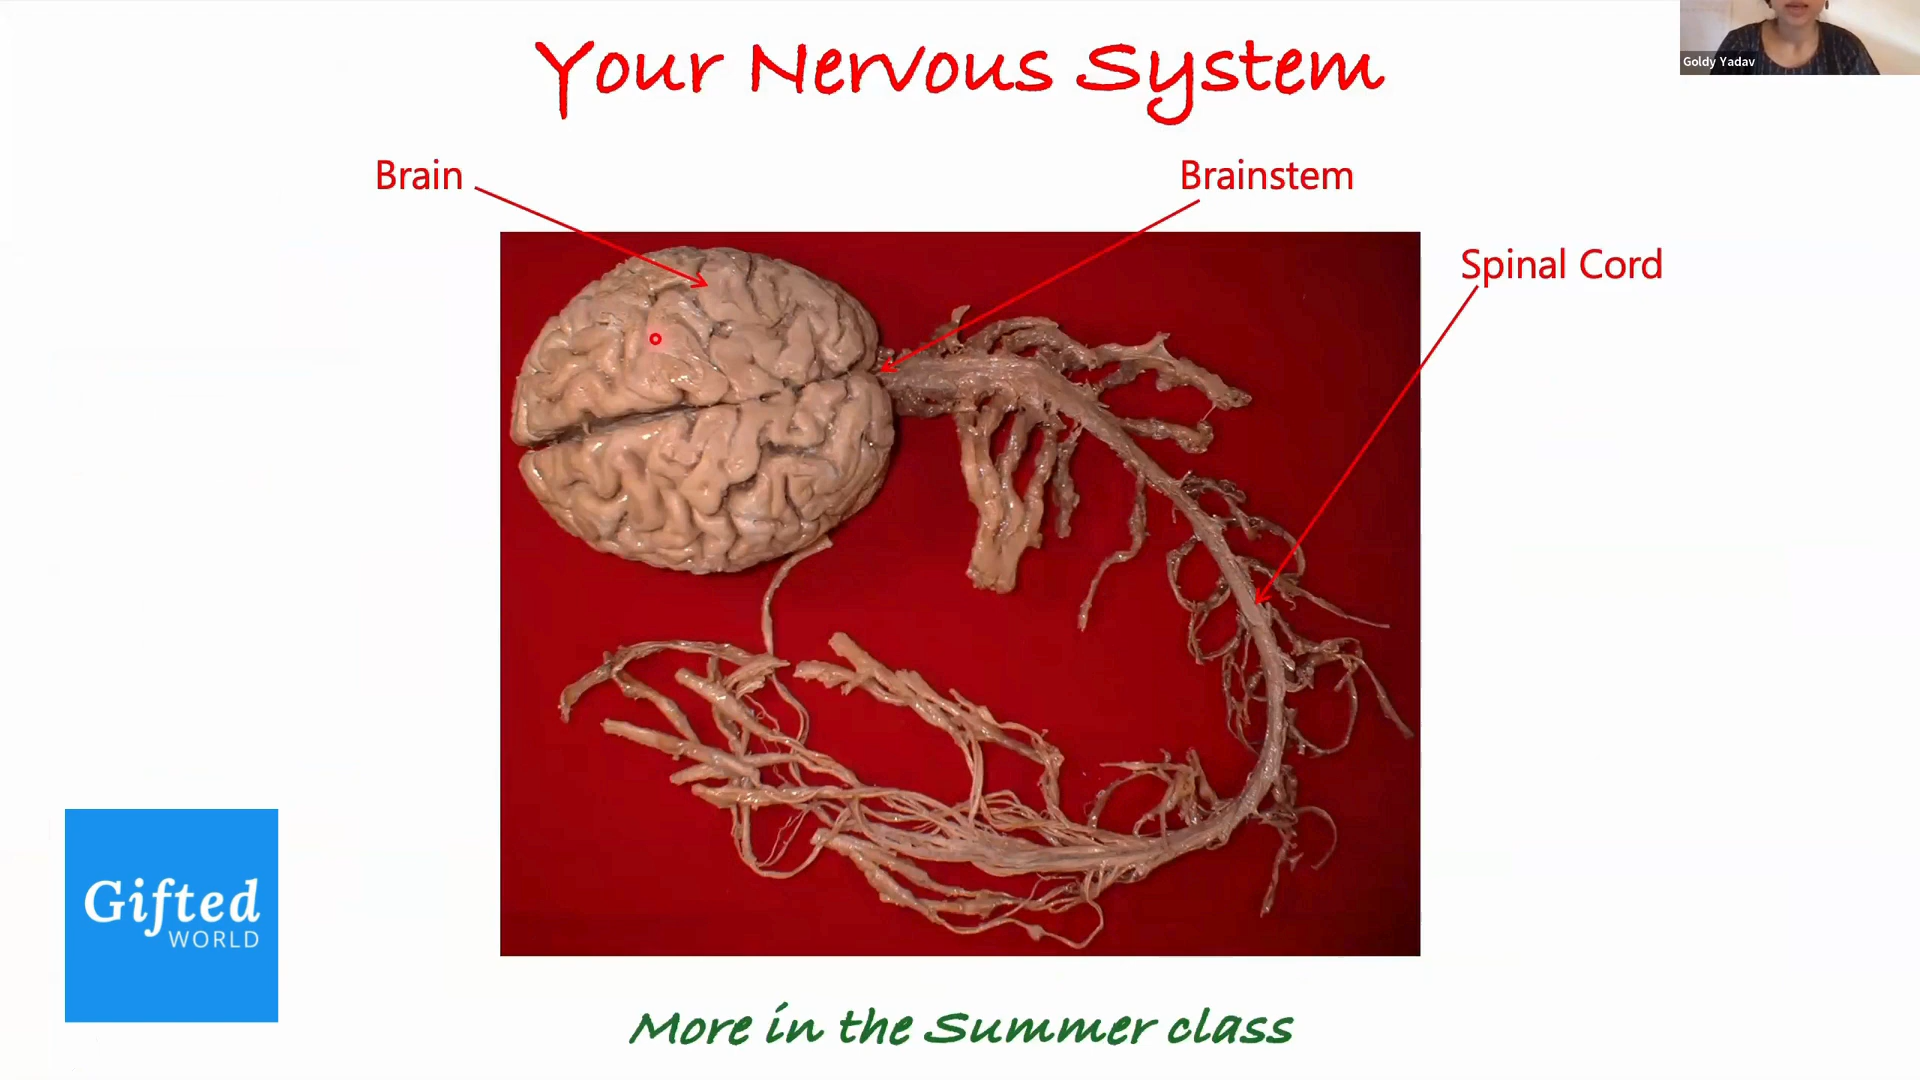 Your Nervous System
Goldy Yadav
Brain
Brainstem
Spinal Cord
Gifted
WORLD
More in the Summer class